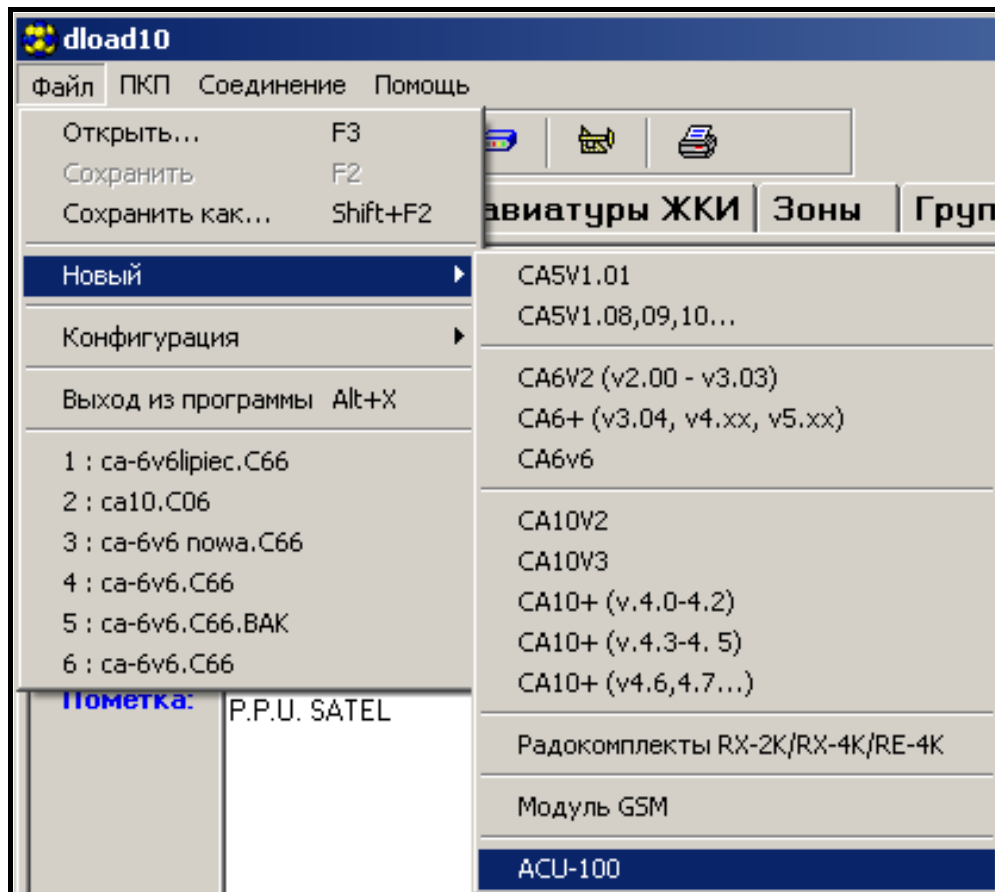 dload10
Файл ПКП Соединение Помощь
Открыть... F3
Сохранить F2
Сохранить как... Shift+F2
авиатуры ЖКИ Зоны Груп
Новый
Конфигурация
Выход из программы Alt+X
1 : ca-6v6lipiec.C66
2 : ca10.C06
3 : ca-6v6 nowa.C66
4 : ca-6v6.C66
5 : ca-6v6.C66.BAK
6 : ca-6v6.C66
CA5V1.01
CA5V1.08,09,10...
CA6V2 (v2.00 - v3.03)
CA6+ (v3.04, v4.xx, v5.xx)
CA6v6
CA10V2
CA10V3
CA10+ (v.4.0-4.2)
CA10+ (v.4.3-4. 5)
CA10+ (v4.6,4.7...)
Радокомплекты RX-2K/RX-4K/RE-4K
Модуль GSM
ACU-100
Пометка:
P.P.U. SATEL